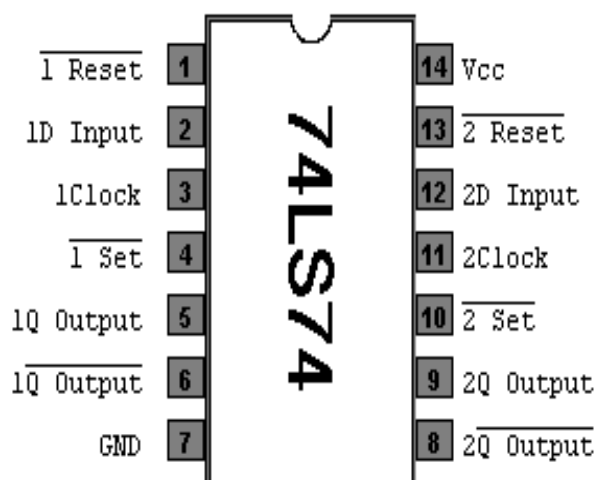 1 Reset 1
1D Input 2
1Clock 3
1 Set 4
1Q Output 5
1Q Output 6
GND 7
74LS74
14 Vcc
13 2 Reset
12 2D Input
11 2Clock
10 2 Set
9 2Q Output
8 2Q Output